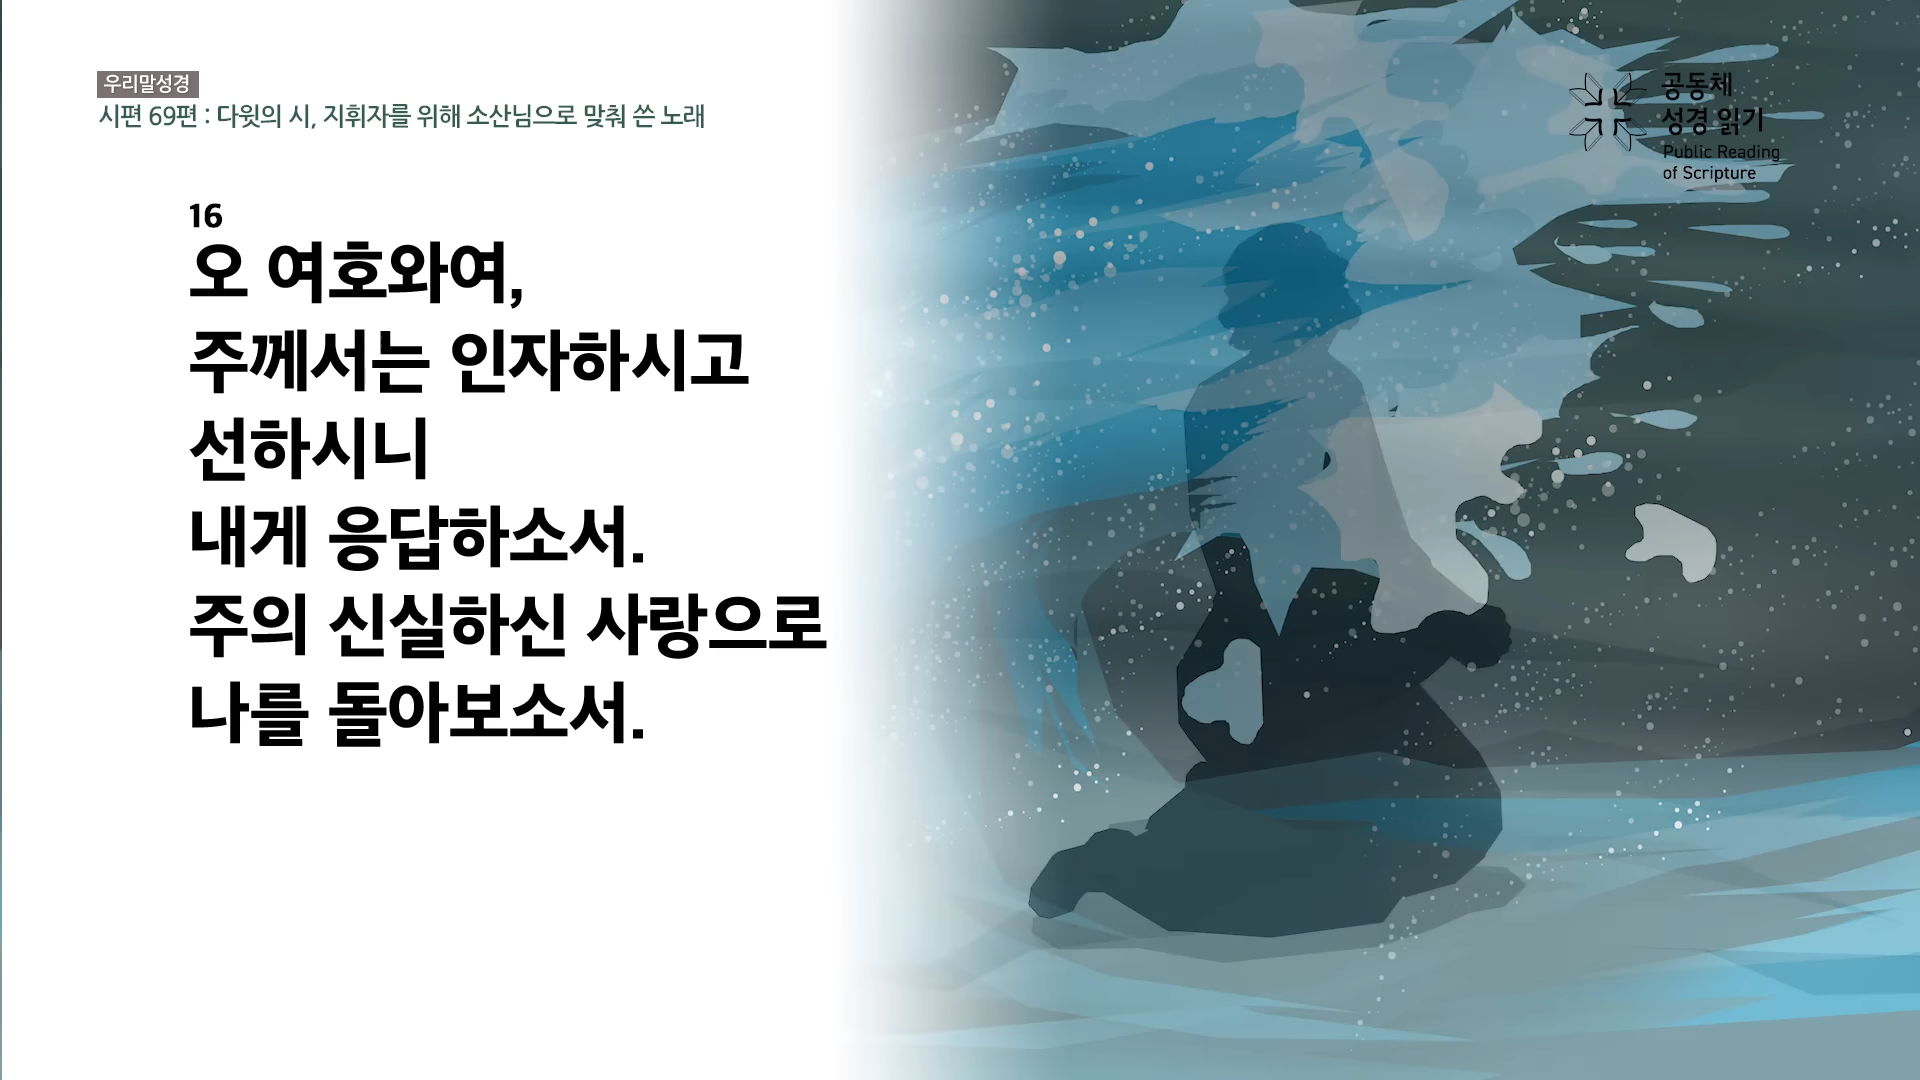 우리말성경
시편 69편 : 다윗의 시, 지휘자를 위해 소산님으로 맞춰 쓴 노래
16
오 여호와여,
주께서는 인자하시고
선하시니
내게 응답하소서.
주의 신실하신 사랑으로
나를 돌아보소서.
공동체
성경 읽기
Public Reading
of Scripture